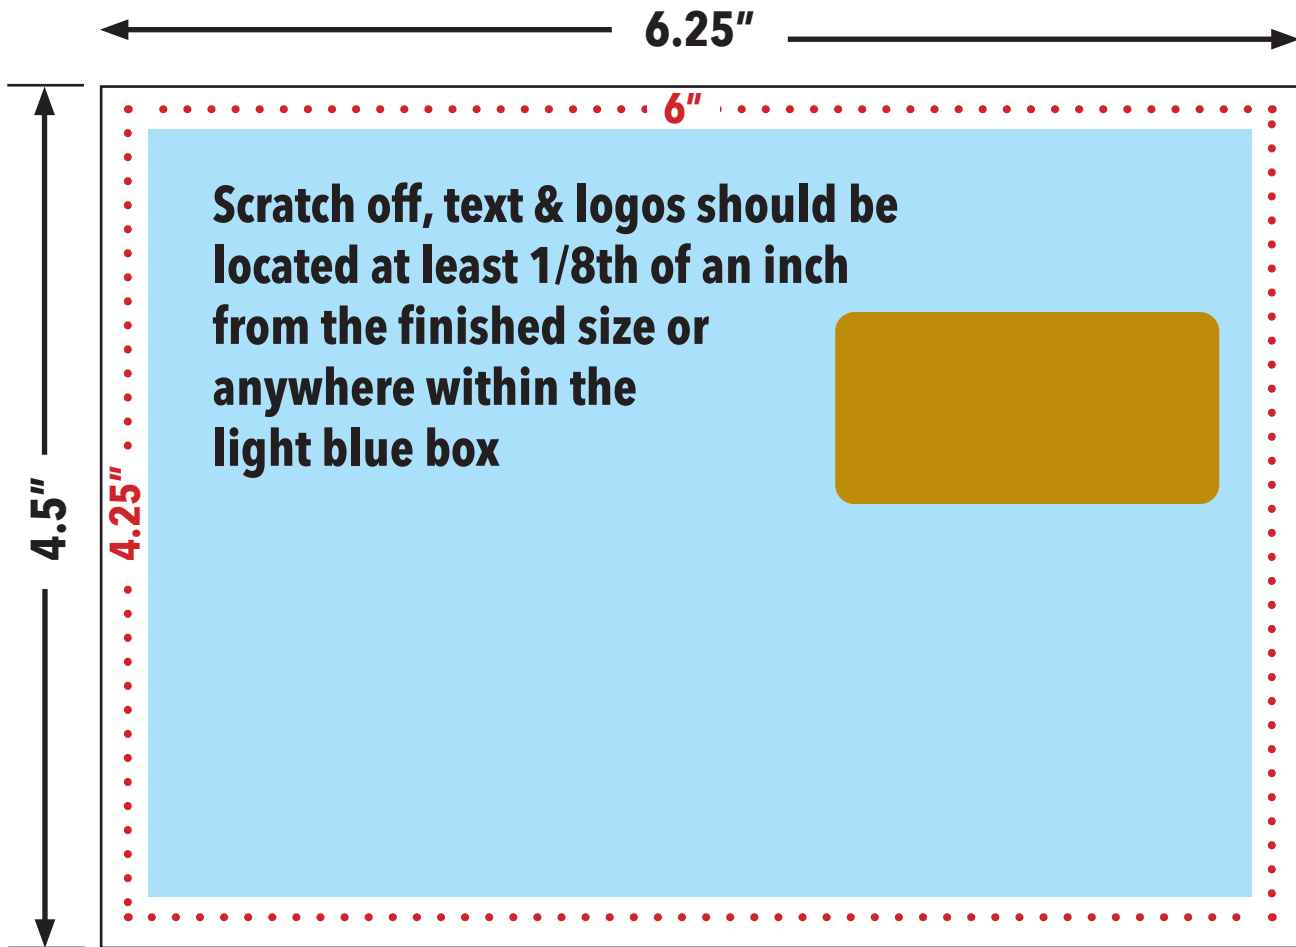 6.25"
6"
Scratch off, text & logos should be
located at least 1/8th of an inch
from the finished size or
anywhere within the
light blue box
4.5"
4.25"